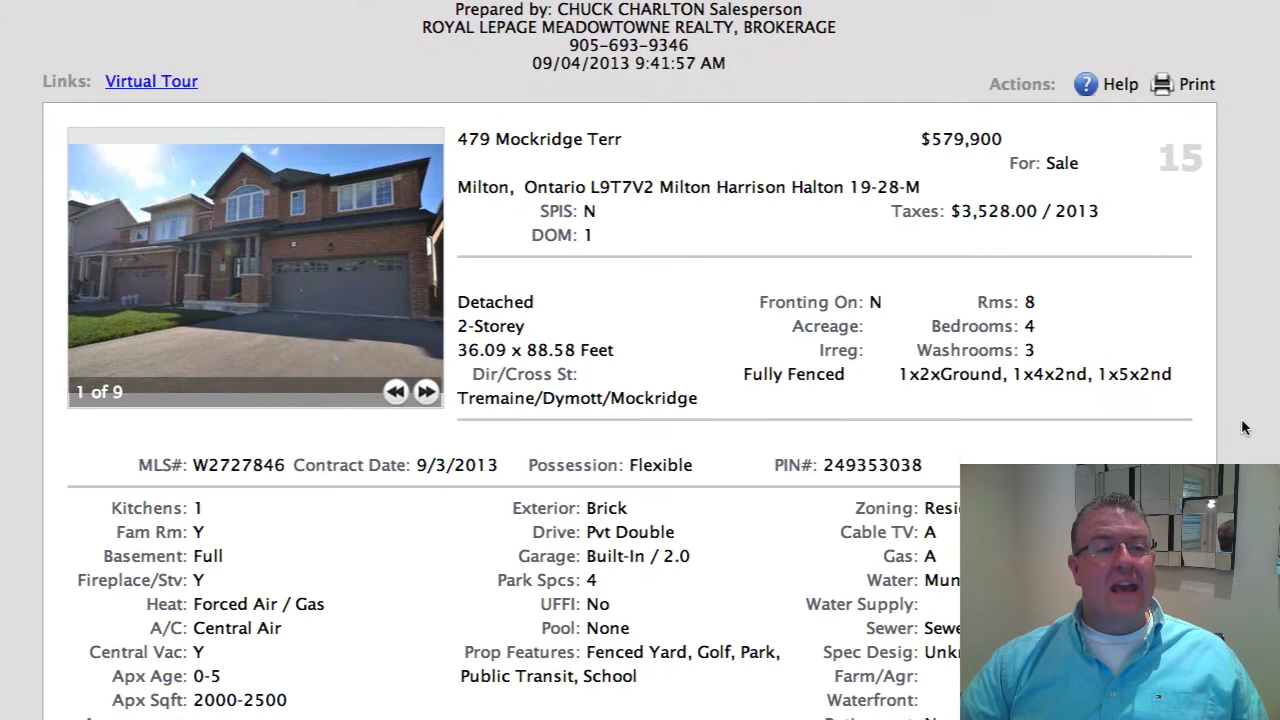 Prepared by: CHUCK CHARLTON Salesperson
ROYAL LEPAGE MEADOWTOWNE REALTY, BROKERAGE
905-693-9346
09/04/2013 9:41:57 AM
Links: Virtual Tour
Actions: ? Help Print
479 Mockridge Terr $579,900
For: Sale
15
Milton, Ontario L9T7V2 Milton Harrison Halton 19-28-M
SPIS: N Taxes: $3,528.00 / 2013
DOM: 1
Detached Fronting On: N Rms: 8
2-Storey Acreage: Bedrooms: 4
36.09 x 88.58 Feet Irreg: Washrooms: 3
Dir/Cross St: Fully Fenced 1x2xGround, 1x4x2nd, 1x5x2nd
Tremaine/Dymott/Mockridge
1 of 9
MLS#: W2727846 Contract Date: 9/3/2013 Possession: Flexible PIN#: 249353038
Kitchens: 1 Exterior: Brick Zoning: Resi
Fam Rm: Y Drive: Pvt Double Cable TV: A
Basement: Full Garage: Built-In / 2.0 Gas: A
Fireplace/Stv: Y Park Spcs: 4 Water: Mun
Heat: Forced Air / Gas UFFI: No Water Supply:
A/C: Central Air Pool: None Sewer: Sewe
Central Vac: Y Prop Features: Fenced Yard, Golf, Park, Spec Desig: Unk
Apx Age: 0-5 Public Transit, School Farm/Agr:
Apx Sqft: 2000-2500 Waterfront: